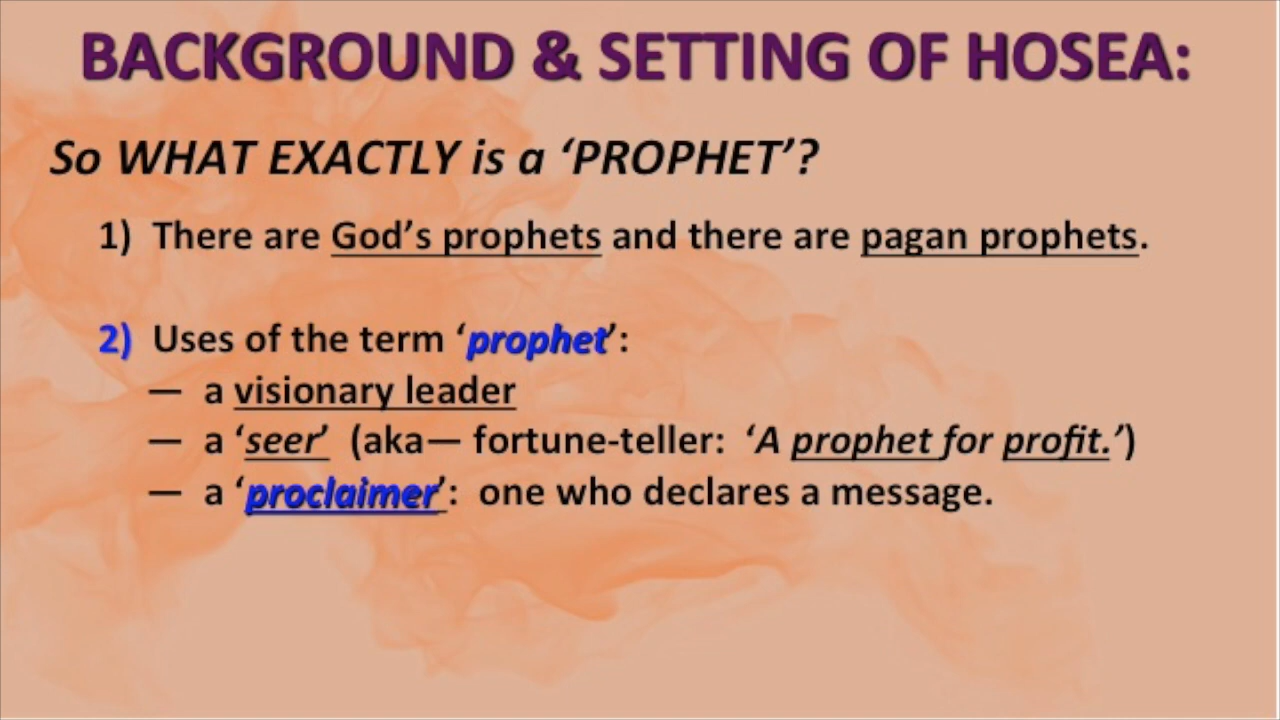 BACKGROUND & SETTING OF HOSEA:
So WHAT EXACTLY is a ‘PROPHET’?
1) There are God’s prophets and there are pagan prophets.
2) Uses of the term ‘prophet’:
— a visionary leader
— a ‘seer’ (aka— fortune-teller: ‘A prophet for profit.’)
— a ‘proclaimer’: one who declares a message.